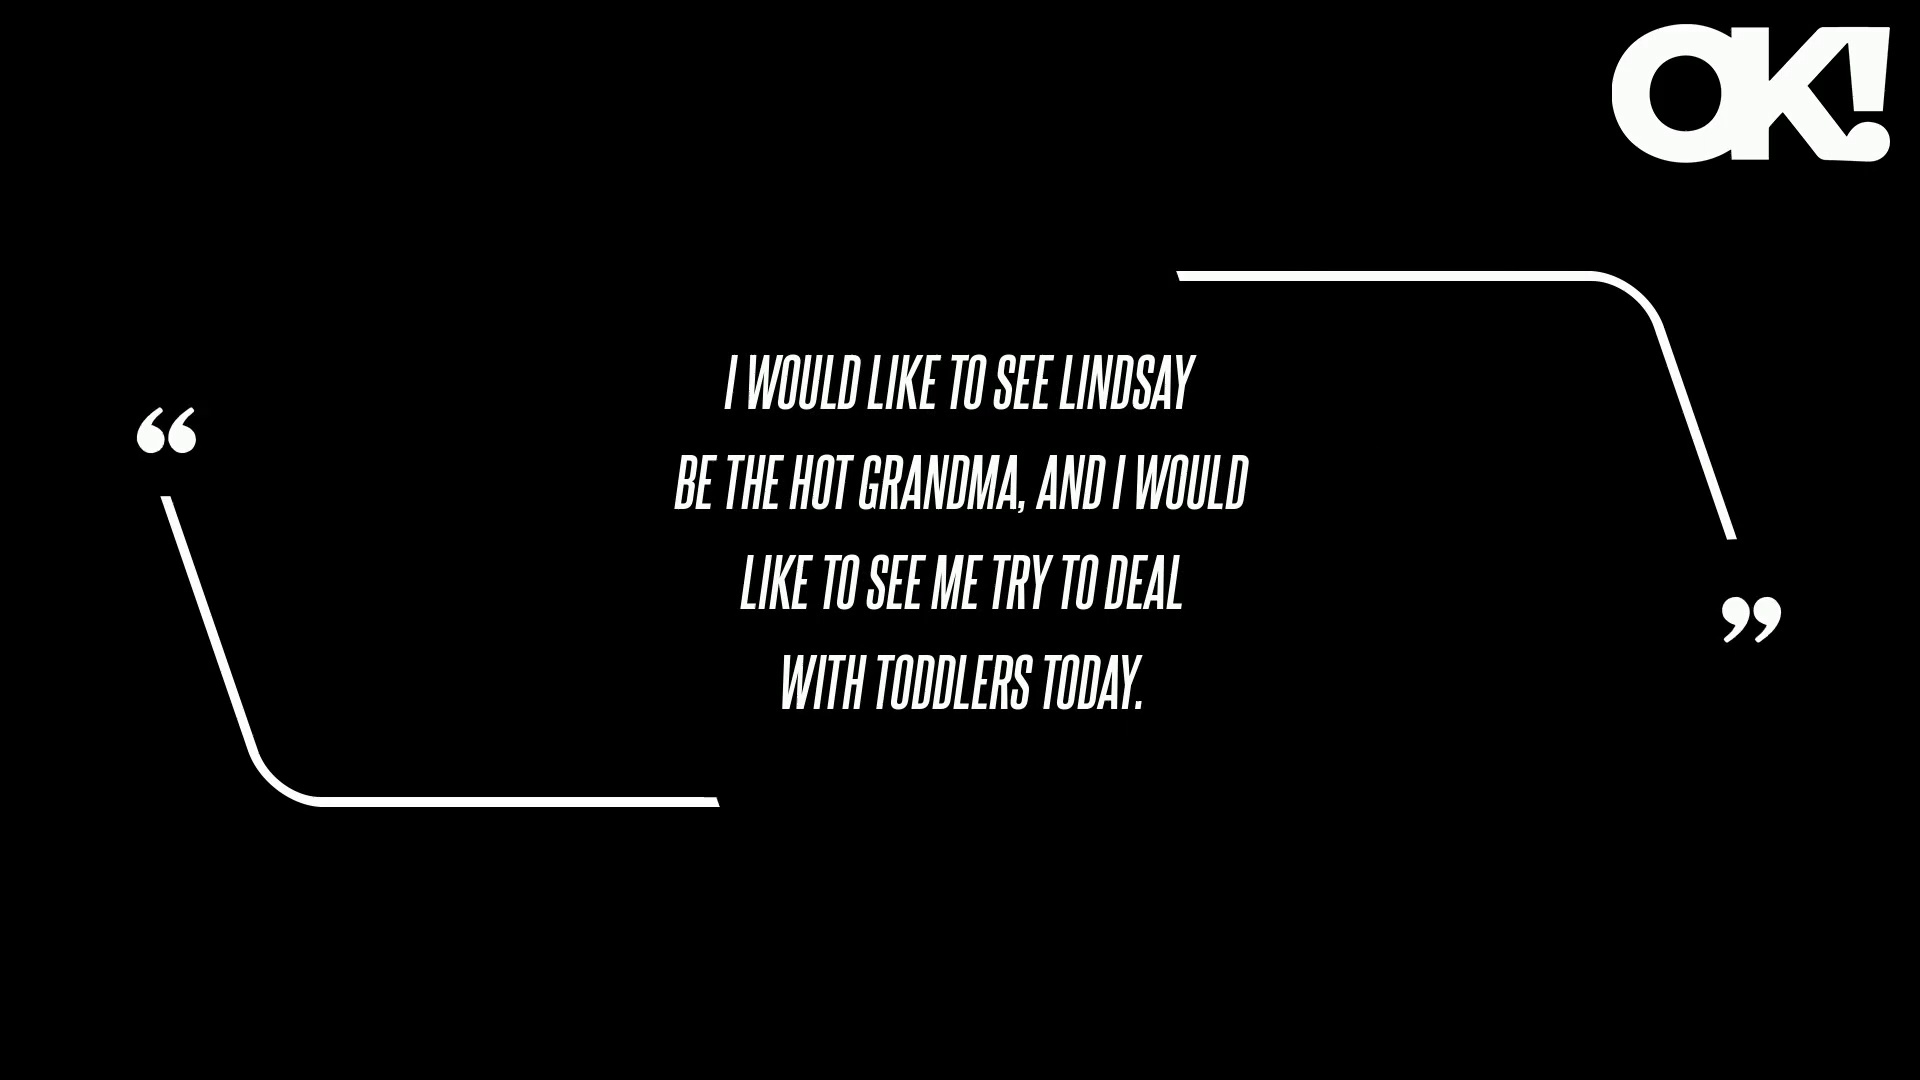 OK!
“
I WOULD LIKE TO SEE LINDSAY
BE THE HOT GRANDMA, AND I WOULD
LIKE TO SEE ME TRY TO DEAL
WITH TODDLERS TODAY.
”